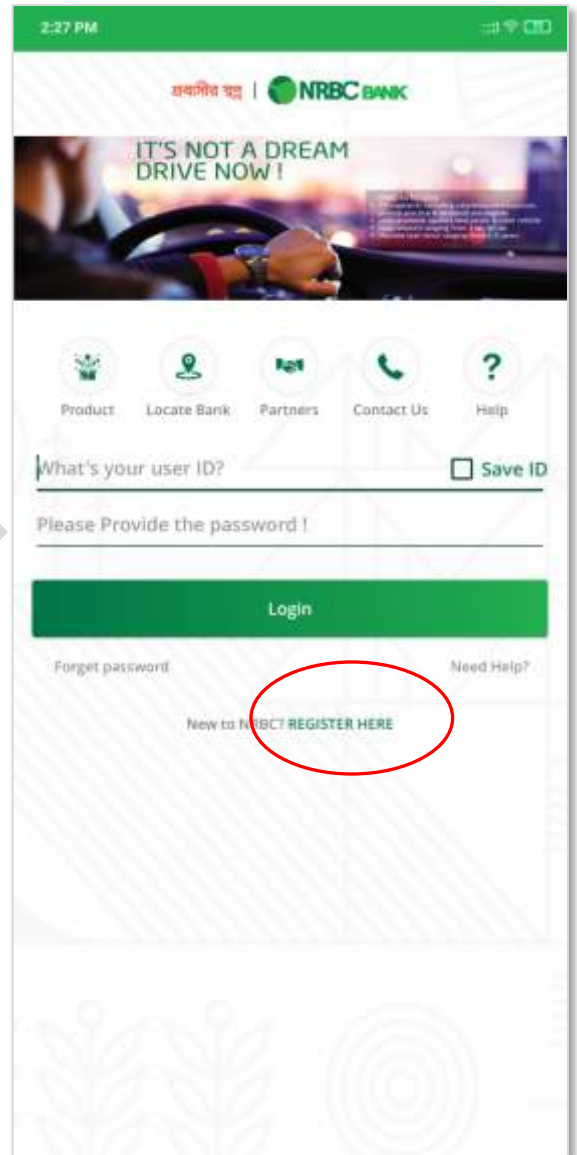 2:27 PM
প্রবাসীর স্বপ্ন | NRBC BANK
IT'S NOT A DREAM
DRIVE NOW !
Product Locate Bank Partners Contact Us Help
What's your user ID? Save ID
Please Provide the password !
Login
Forget password Need Help?
New to NRBC? REGISTER HERE